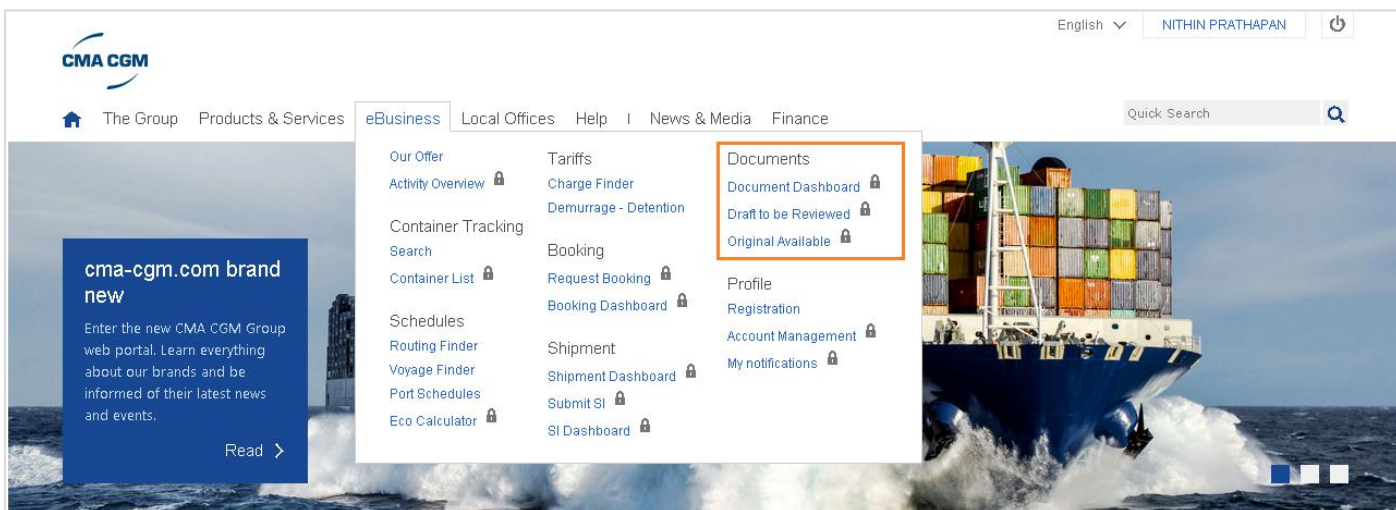 English
NITHIN PRATHAPAN
CMA CGM
The Group Products & Services eBusiness Local Offices Help | News & Media Finance
Quick Search
Our Offer
Activity Overview
Container Tracking
Search
Container List
Schedules
Routing Finder
Voyage Finder
Port Schedules
Eco Calculator
Tariffs
Charge Finder
Demurrage - Detention
Booking
Request Booking
Booking Dashboard
Shipment
Shipment Dashboard
Submit SI
SI Dashboard
Documents
Document Dashboard
Draft to be Reviewed
Original Available
Profile
Registration
Account Management
My notifications
cma-cgm.com brand
new
Enter the new CMA CGM Group
web portal. Learn everything
about our brands and be
informed of their latest news
and events.
Read >